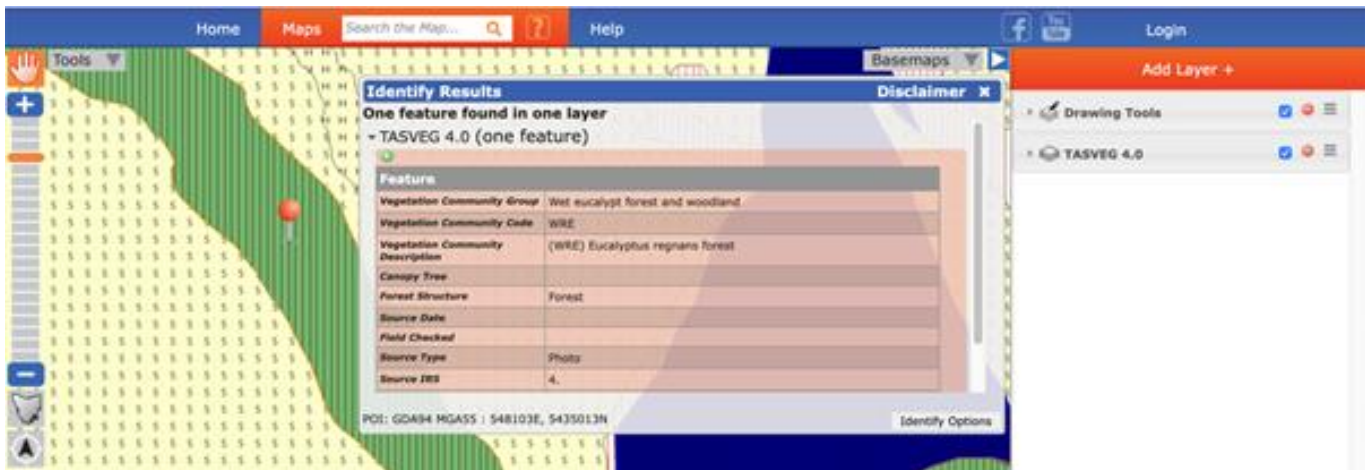 Home Maps Search the Map... ? Help f You Tube Login
Tools Basemaps
Add Layer +
Identify Results Disclaimer x
One feature found in one layer
TASVEG 4.0 (one feature)
Drawing Tools
TASVEG 4.0
Feature
Vegetation Community Group Wet eucalypt forest and woodland
Vegetation Community Code WRE
Vegetation Community Description (WRE) Eucalyptus regnans forest
Canopy Tree
Forest Structure Forest
Source Date
Field Checked
Source Type Photo
Source IRS 4.
POI: GDA94 MGA55 : 548103E, 5435013N Identify Options
A